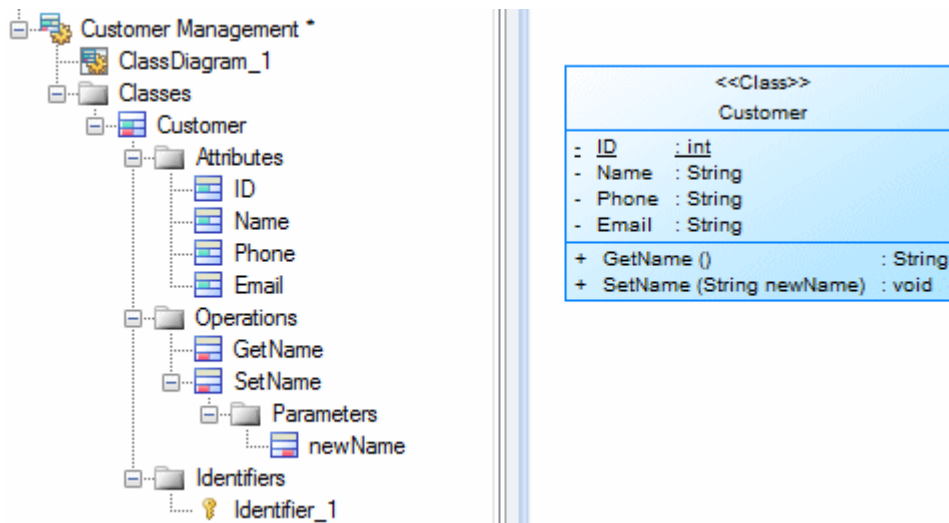 Customer Management *
ClassDiagram_1
Classes
Customer
Attributes
ID
Name
Phone
Email
Operations
GetName
SetName
Parameters
newName
Identifiers
Identifier_1
<<Class>>
Customer
- ID : int
- Name : String
- Phone : String
- Email : String
+ GetName () : String
+ SetName (String newName) : void